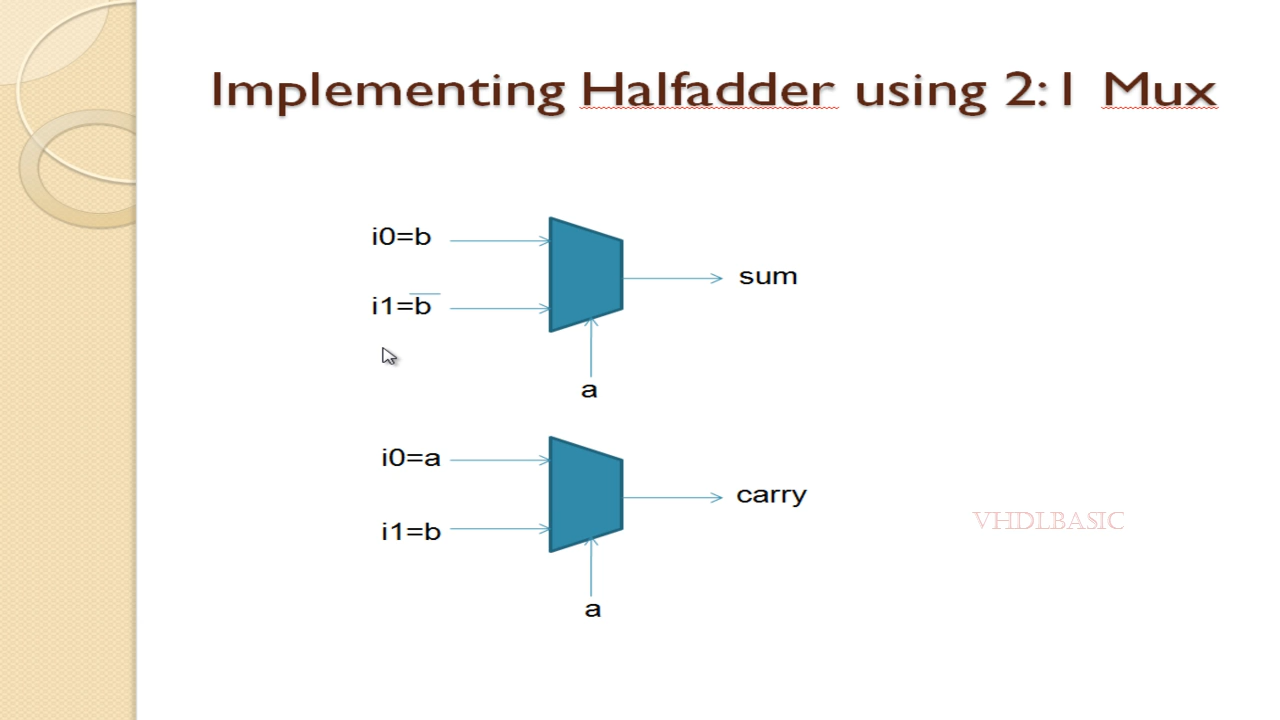 Implementing Halfadder using 2:1 Mux
i0=b
sum
i1=b̅
a
i0=a
carry
i1=b
a
VHDLBASIC